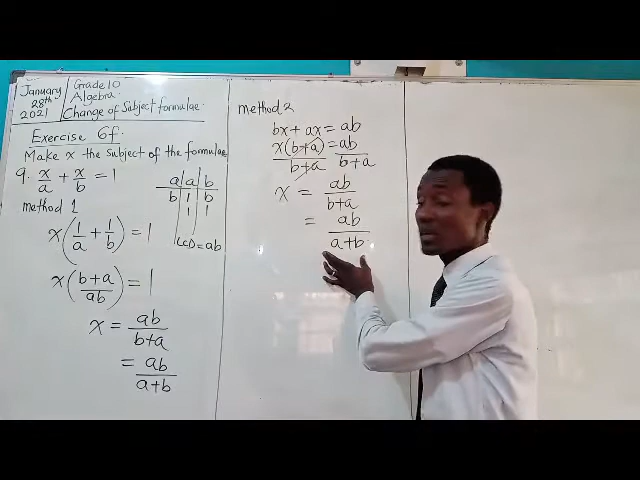 January 28th 2021
Grade 10
Algebra
Change of Subject formulae.
Exercise 6f.
Make x the subject of the formulae
9. x/a + x/b = 1
method 1
x(1/a + 1/b) = 1
x((b+a)/ab) = 1
x = ab/(b+a)
= ab/(a+b)
a | a | b
b | 1 | b
1 | 1
LCD = ab
method 2
bx + ax = ab
x(b+a)/(b+a) = ab/(b+a)
x = ab/(b+a)
= ab/(a+b)